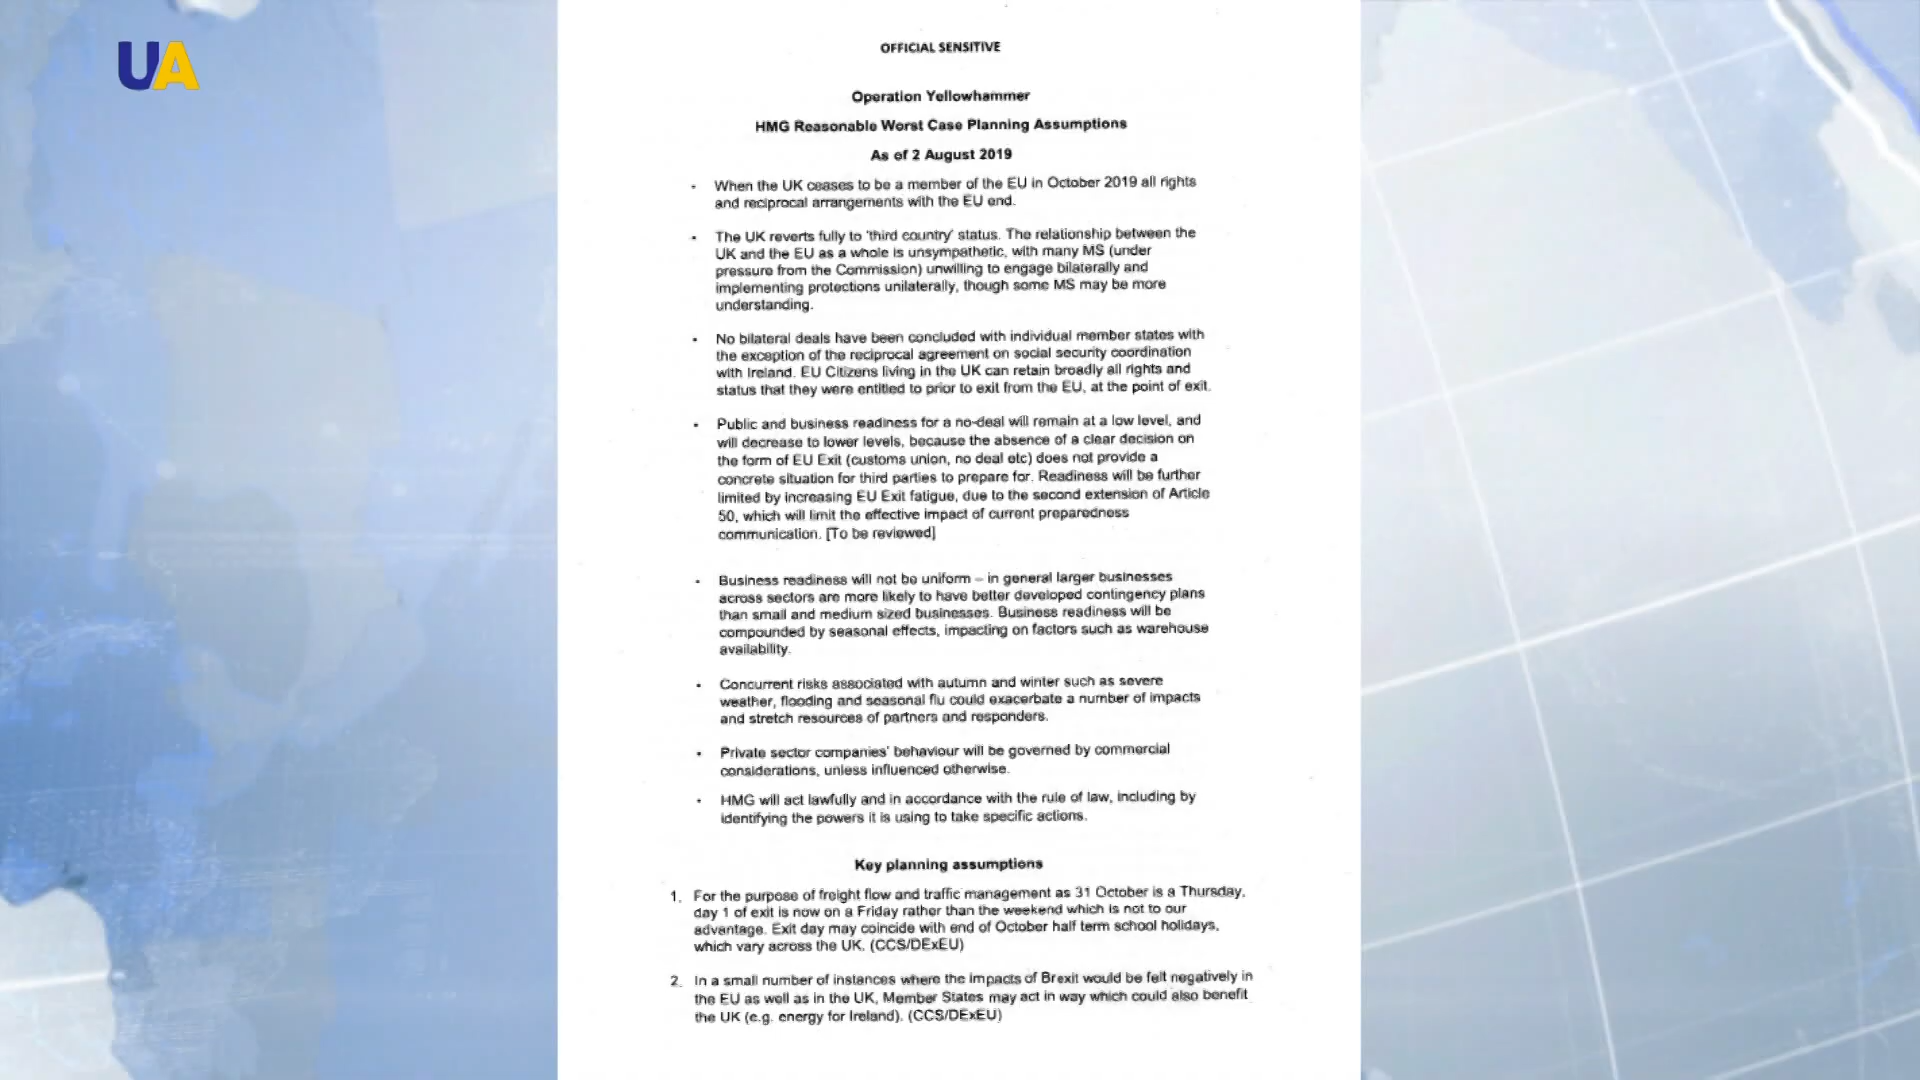 UA
OFFICIAL SENSITIVE
Operation Yellowhammer
HMG Reasonable Worst Case Planning Assumptions
As of 2 August 2019
• When the UK ceases to be a member of the EU in October 2019 all rights
and reciprocal arrangements with the EU end.
• The UK reverts fully to 'third country' status. The relationship between the
UK and the EU as a whole is unsympathetic, with many MS (under
pressure from the Commission) unwilling to engage bilaterally and
implementing protections unilaterally, though some MS may be more
understanding.
• No bilateral deals have been concluded with individual member states with
the exception of the reciprocal agreement on social security coordination
with Ireland. EU Citizens living in the UK can retain broadly all rights and
status that they were entitled to prior to exit from the EU, at the point of exit.
• Public and business readiness for a no-deal will remain at a low level, and
will decrease to lower levels, because the absence of a clear decision on
the form of EU Exit (customs union, no deal etc) does not provide a
concrete situation for third parties to prepare for. Readiness will be further
limited by increasing EU Exit fatigue, due to the second extension of Article
50, which will limit the effective impact of current preparedness
communication. [To be reviewed]
• Business readiness will not be uniform – in general larger businesses
across sectors are more likely to have better developed contingency plans
than small and medium sized businesses. Business readiness will be
compounded by seasonal effects, impacting on factors such as warehouse
availability.
• Concurrent risks associated with autumn and winter such as severe
weather, flooding and seasonal flu could exacerbate a number of impacts
and stretch resources of partners and responders.
• Private sector companies' behaviour will be governed by commercial
considerations, unless influenced otherwise.
• HMG will act lawfully and in accordance with the rule of law, including by
identifying the powers it is using to take specific actions.
Key planning assumptions
1. For the purpose of freight flow and traffic management as 31 October is a Thursday,
day 1 of exit is now on a Friday rather than the weekend which is not to our
advantage. Exit day may coincide with end of October half term school holidays,
which vary across the UK. (CCS/DExEU)
2. In a small number of instances where the impacts of Brexit would be felt negatively in
the EU as well as in the UK, Member States may act in way which could also benefit
the UK (e.g. energy for Ireland). (CCS/DExEU)